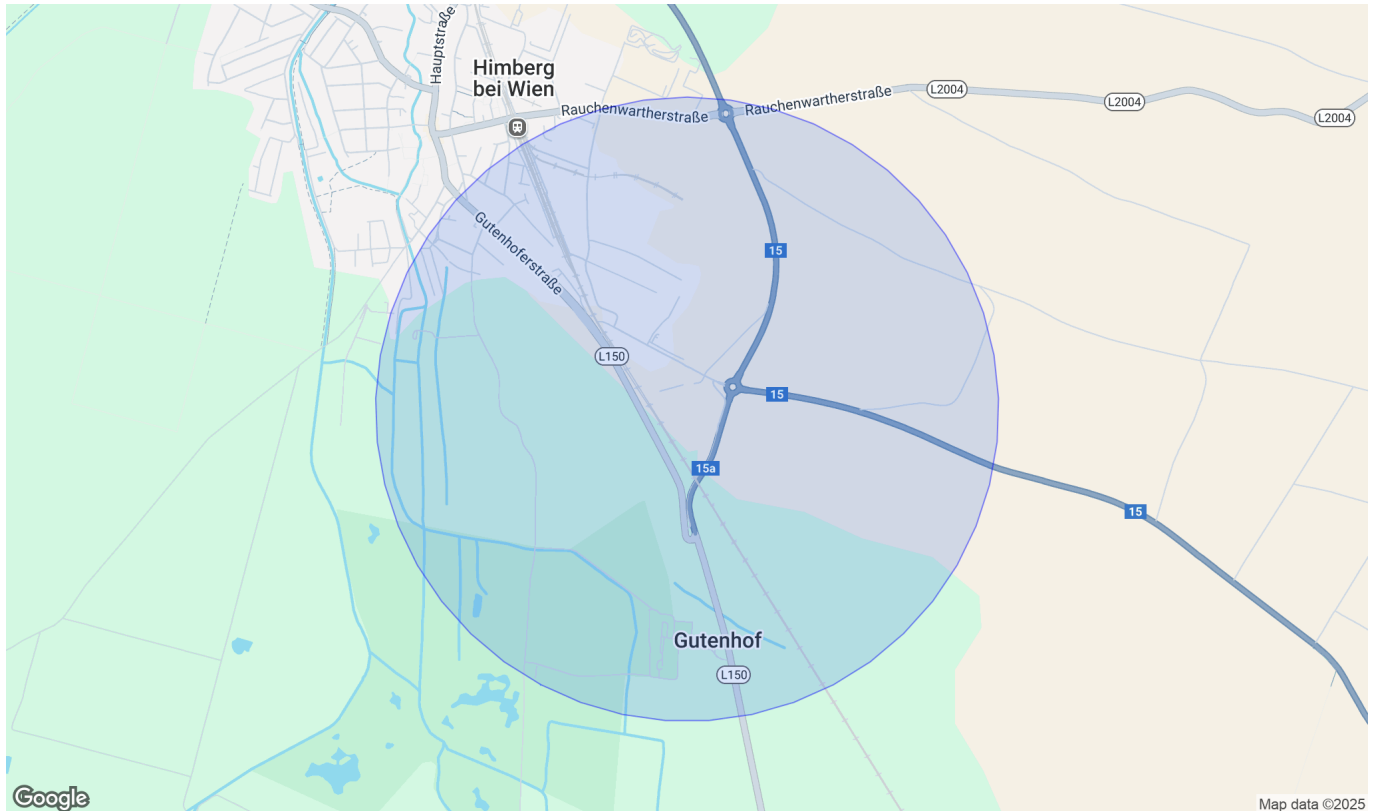 Hauptstraße
Himberg
bei Wien
Rauchenwartherstraße
Rauchenwartherstraße
L2004
L2004
L2004
Gutenhoferstraße
15
L150
15
15a
15
Gutenhof
L150
Google
Map data ©2025